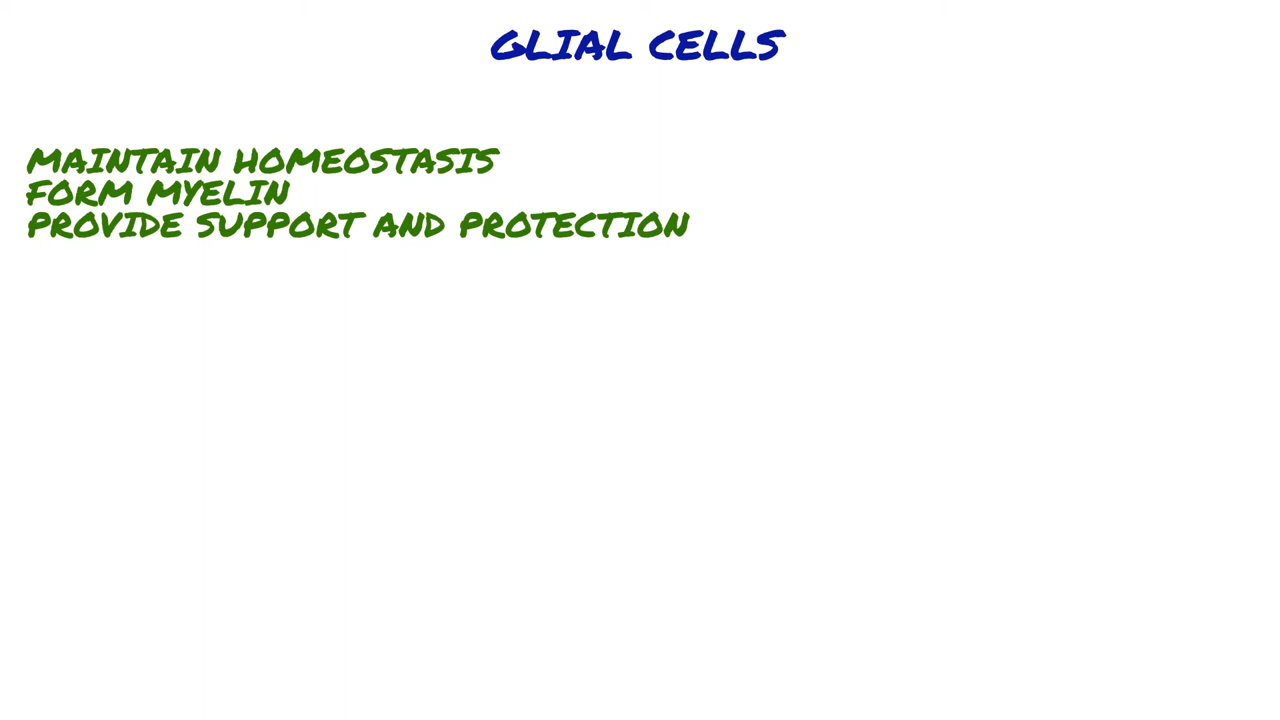 GLIAL CELLS
MAINTAIN HOMEOSTASIS
FORM MYELIN
PROVIDE SUPPORT AND PROTECTION